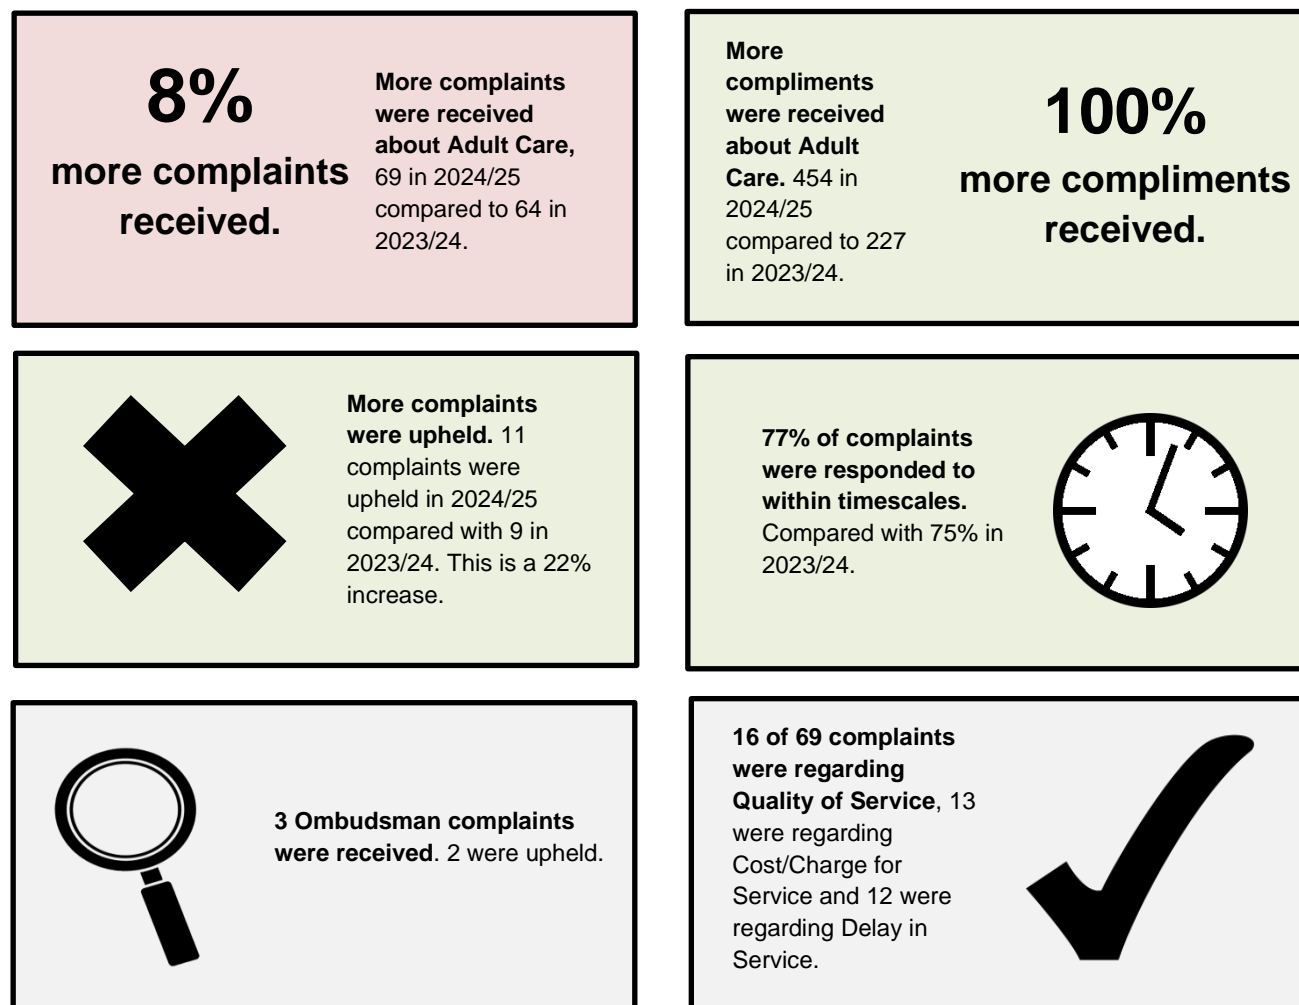 8%
more complaints
received.
More complaints
were received
about Adult Care,
69 in 2024/25
compared to 64 in
2023/24.
More
compliments
were received
about Adult
Care. 454 in
2024/25
compared to 227
in 2023/24.
100%
more compliments
received.
More complaints
were upheld. 11
complaints were
upheld in 2024/25
compared with 9 in
2023/24. This is a 22%
increase.
77% of complaints
were responded to
within timescales.
Compared with 75% in
2023/24.
3 Ombudsman complaints
were received. 2 were upheld.
16 of 69 complaints
were regarding
Quality of Service, 13
were regarding
Cost/Charge for
Service and 12 were
regarding Delay in
Service.